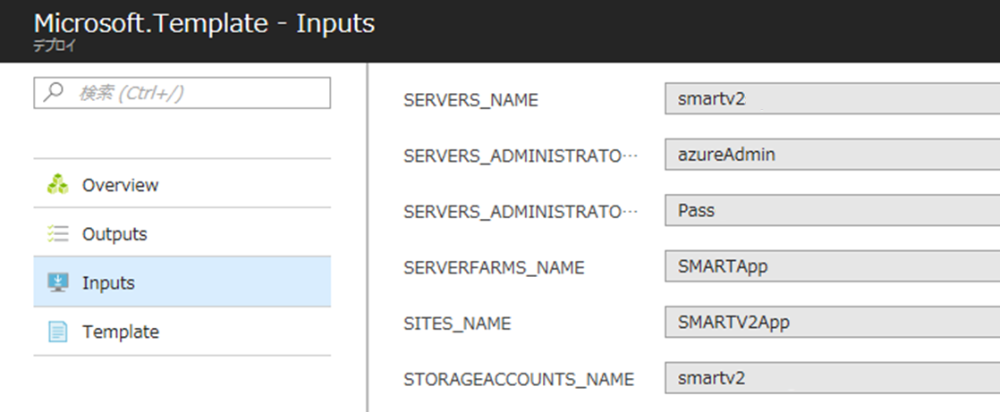 Microsoft.Template - Inputs
デプロイ
検索 (Ctrl+/)
Overview
Outputs
Inputs
Template
SERVERS_NAME smartv2
SERVERS_ADMINISTRATO··· azureAdmin
SERVERS_ADMINISTRATO··· Pass
SERVERFARMS_NAME SMARTApp
SITES_NAME SMARTV2App
STORAGEACCOUNTS_NAME smartv2